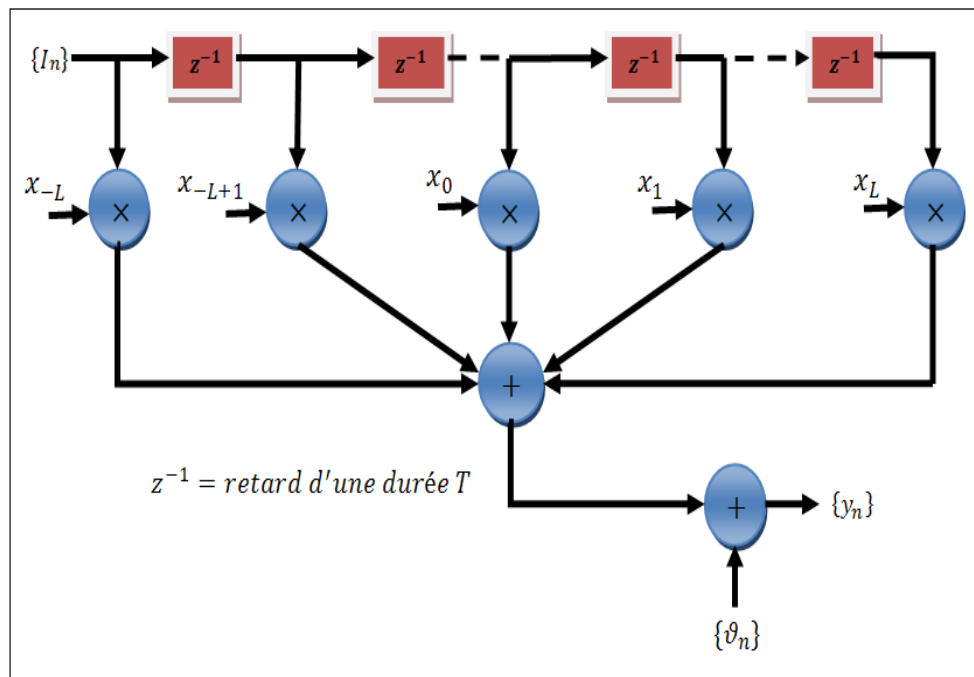 {I_n} z^{-1} z^{-1} z^{-1} z^{-1}
x_{-L} x_{-L+1} x_0 x_1 x_L
× × × × ×
+
z^{-1} = retard d'une durée T
+ {y_n}
{ϑ_n}